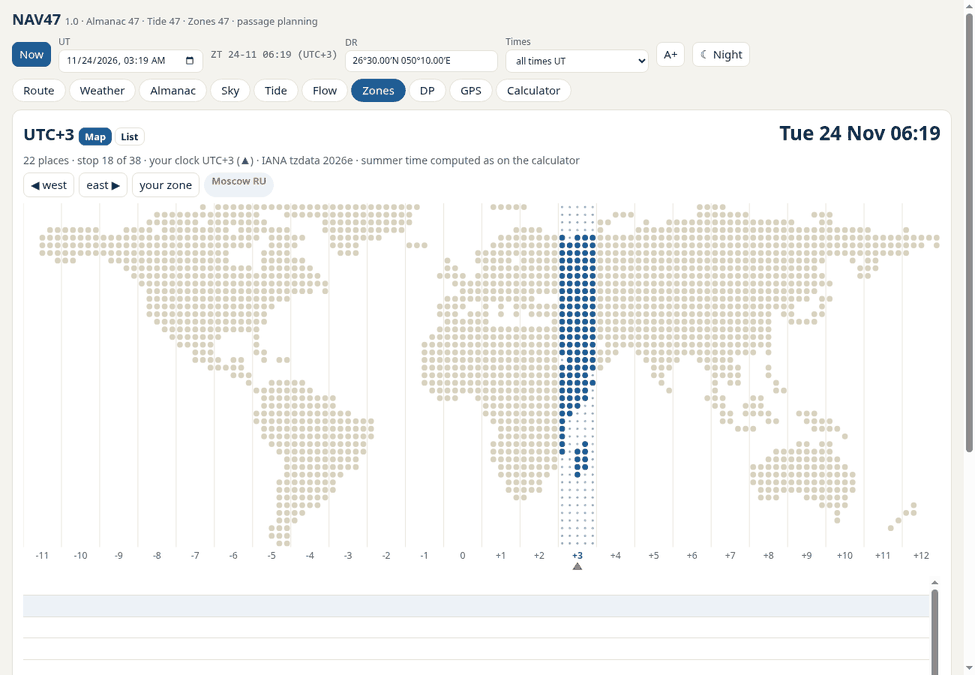 NAV47 1.0 · Almanac 47 · Tide 47 · Zones 47 · passage planning
UT DR Times
Now 11/24/2026, 03:19 AM ZT 24-11 06:19 (UTC+3) 26°30.00'N 050°10.00'E all times UT A+ ☾ Night
Route Weather Almanac Sky Tide Flow Zones DP GPS Calculator
UTC+3 Map List Tue 24 Nov 06:19
22 places · stop 18 of 38 · your clock UTC+3 (▲) · IANA tzdata 2026e · summer time computed as on the calculator
◀ west east ▶ your zone Moscow RU
-11 -10 -9 -8 -7 -6 -5 -4 -3 -2 -1 0 +1 +2 +3 +4 +5 +6 +7 +8 +9 +10 +11 +12